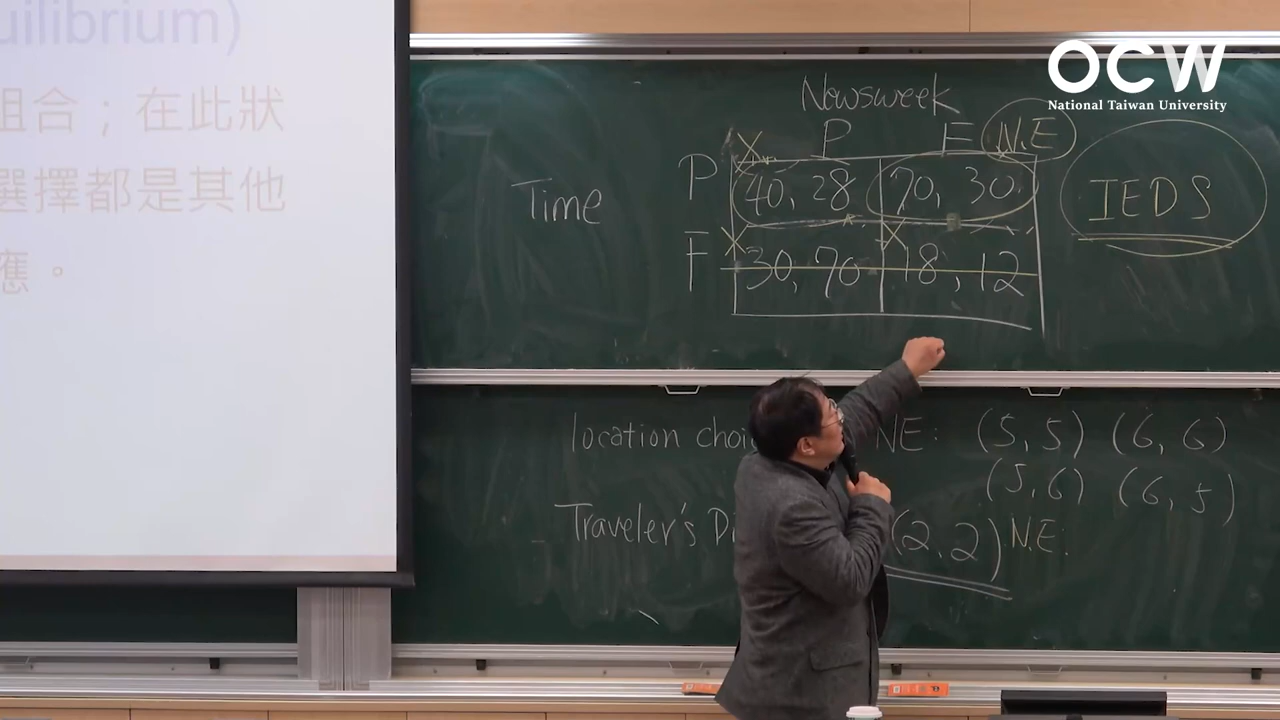 uilibrium)
組合；在此狀
選擇都是其他
應。
OCW
National Taiwan University
Newsweek
P F N.E
Time
P 40, 28 70, 30
F 30, 70 18, 12
IEDS
location NE: (5, 5) (6, 6)
(5, 6) (6, 5)
Traveler's (2, 2) N.E.